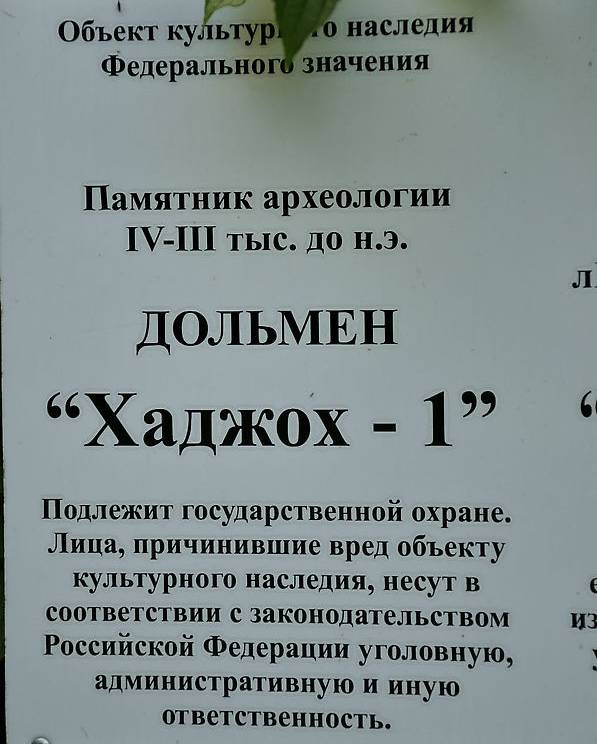 Объект наследия
Федерального значения
Памятник археологии
IV-III тыс. до н.э.
ДОЛЬМЕН
“Хаджох - 1”
Подлежит государственной охране.
Лица, причинившие вред объекту
культурного наследия, несут в
соответствии с законодательством
Российской Федерации уголовную,
административную и иную
ответственность.